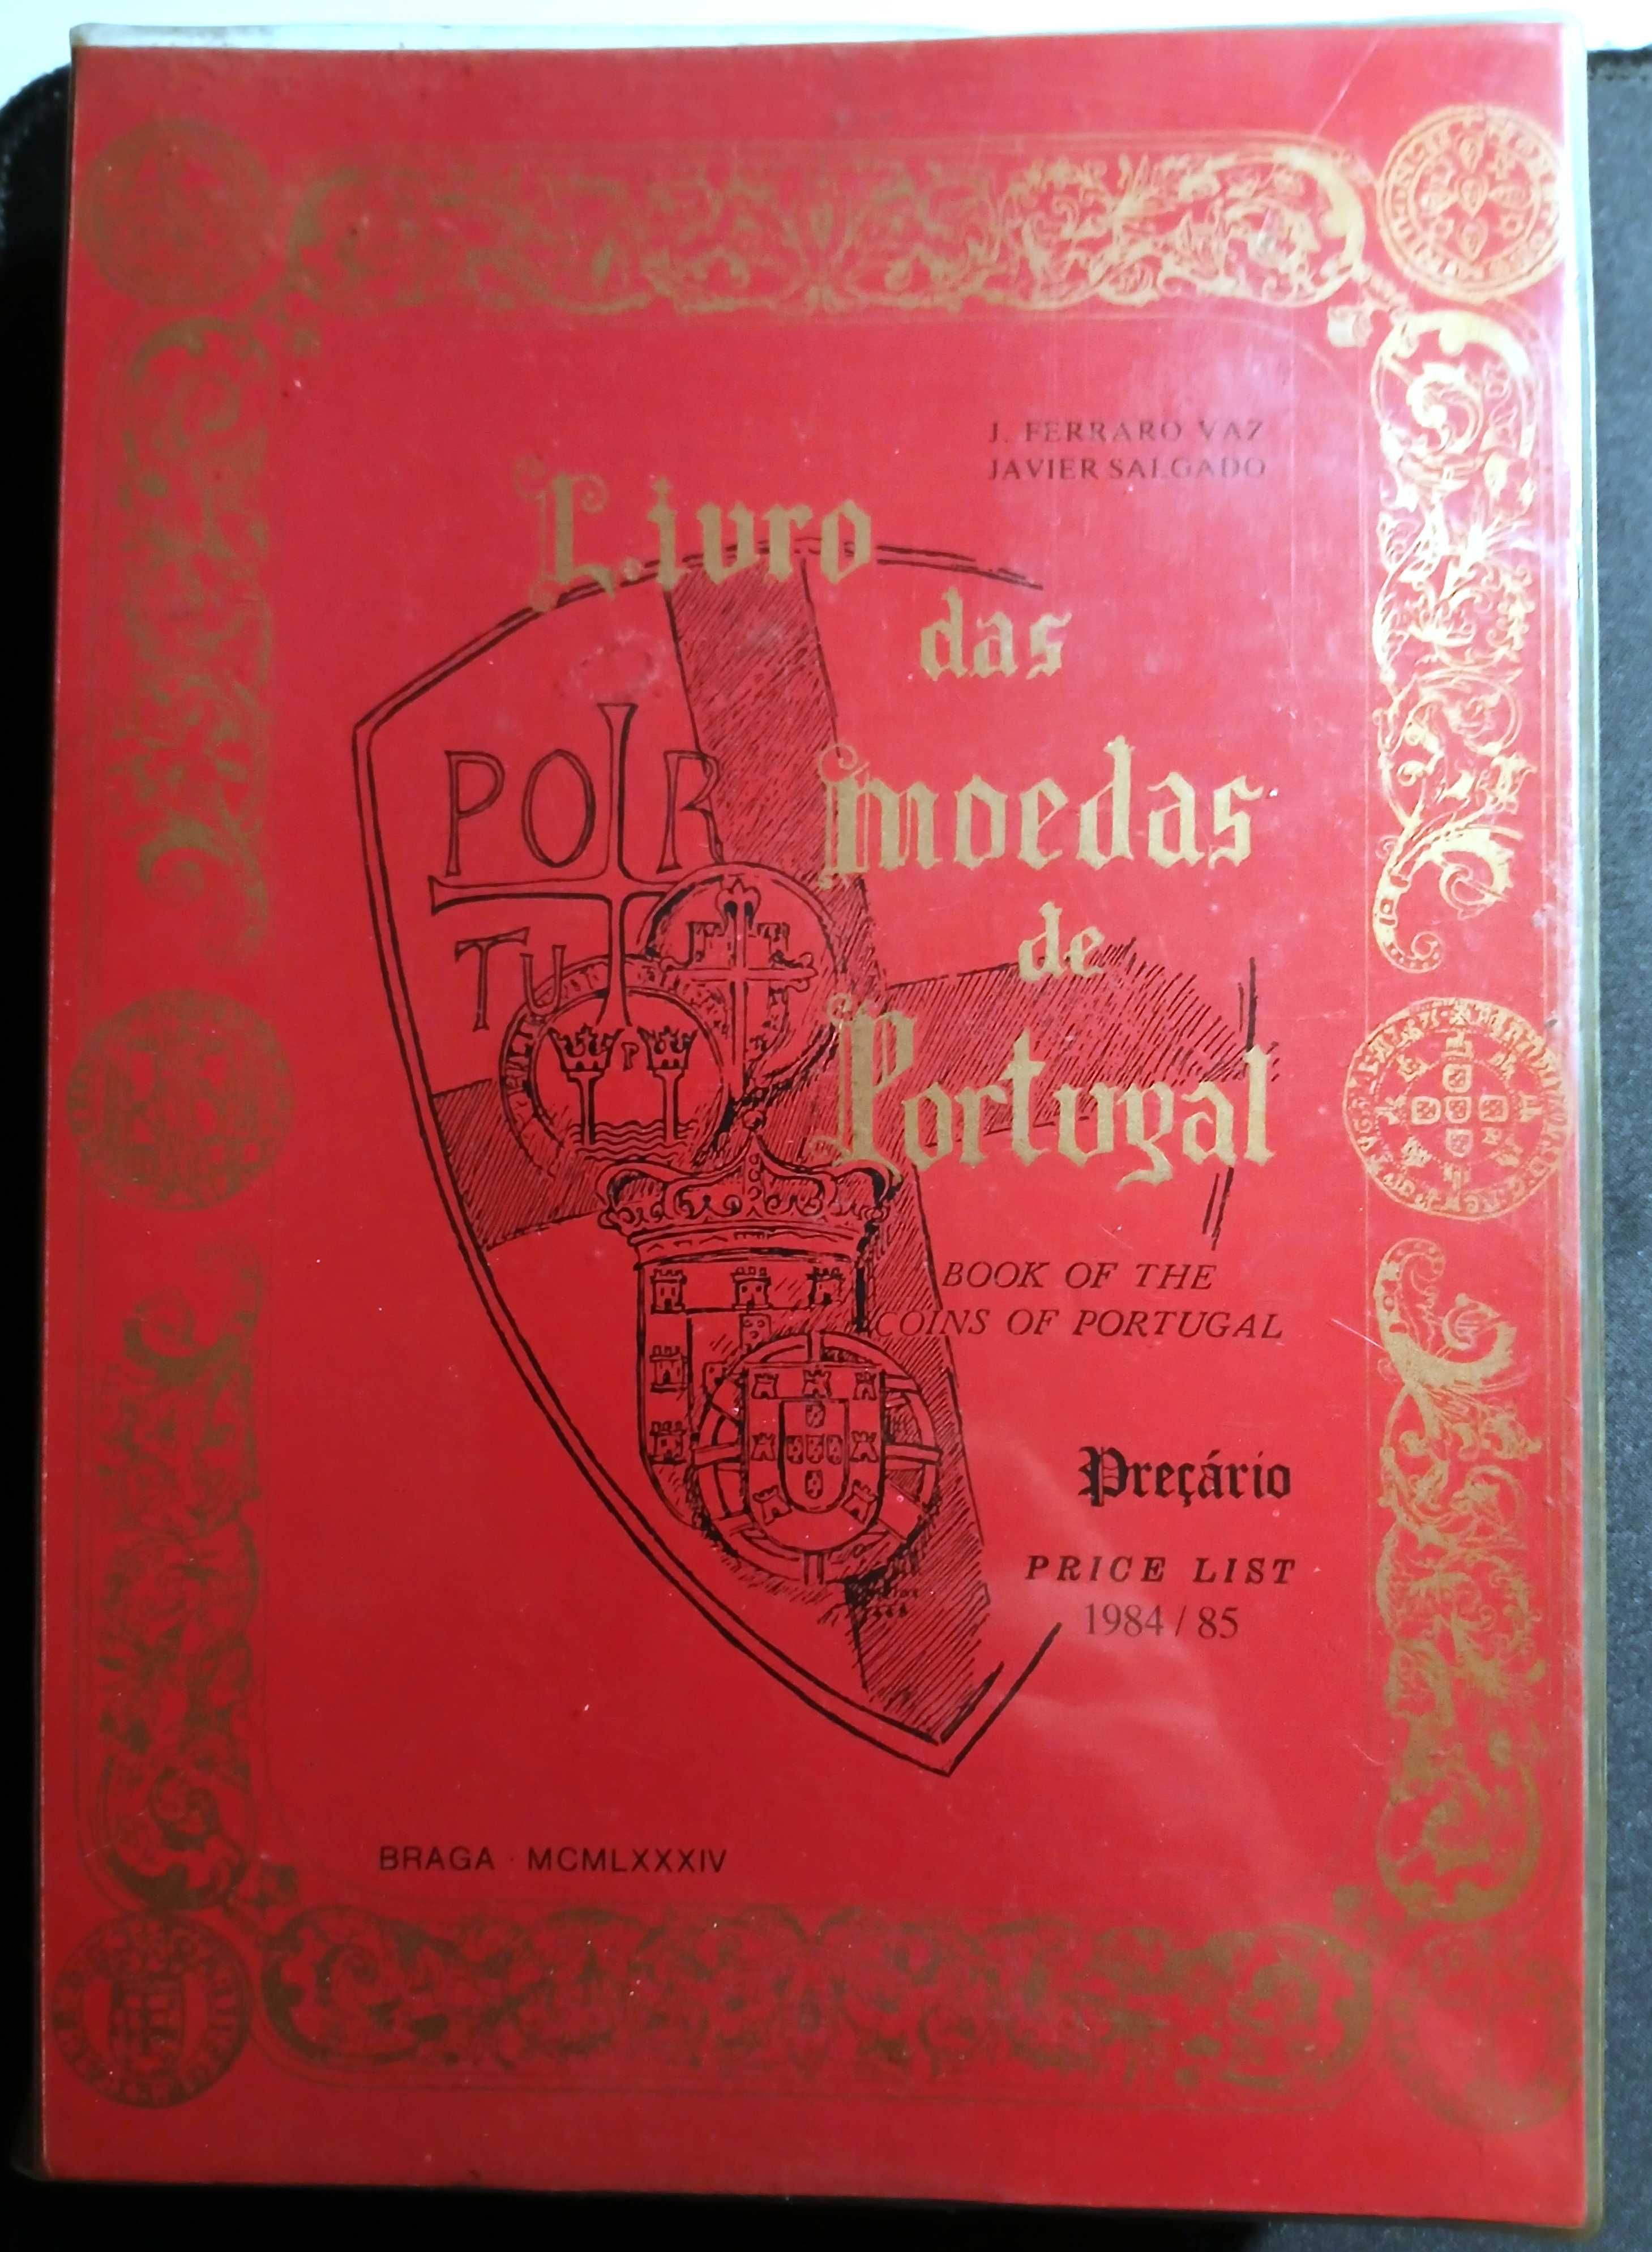 J. FERRARO VAZ
JAVIER SALGADO
Livro
das
moedas
de
Portugal
POR
TU
P
BOOK OF THE
COINS OF PORTUGAL
Preçário
PRICE LIST
1984 / 85
BRAGA · MCMLXXXIV